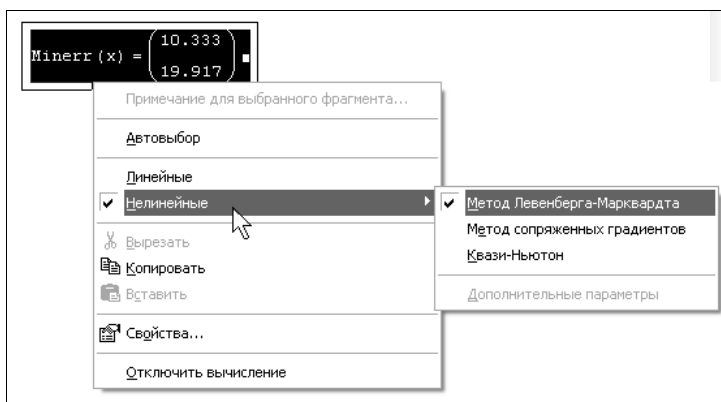 Minerr (x) = (10.333
19.917)
Примечание для выбранного фрагмента...
Автовыбор
Линейные
Нелинейные
Вырезать
Копировать
Вставить
Свойства...
Отключить вычисление
Метод Левенберга-Марквардта
Метод сопряженных градиентов
Квази-Ньютон
Дополнительные параметры